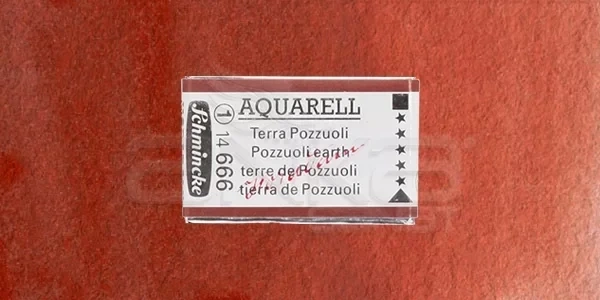 Schmincke
1
14 666
AQUARELL
Terra Pozzuoli
Pozzuoli earth
terre de Pozzuoli
tierra de Pozzuoli